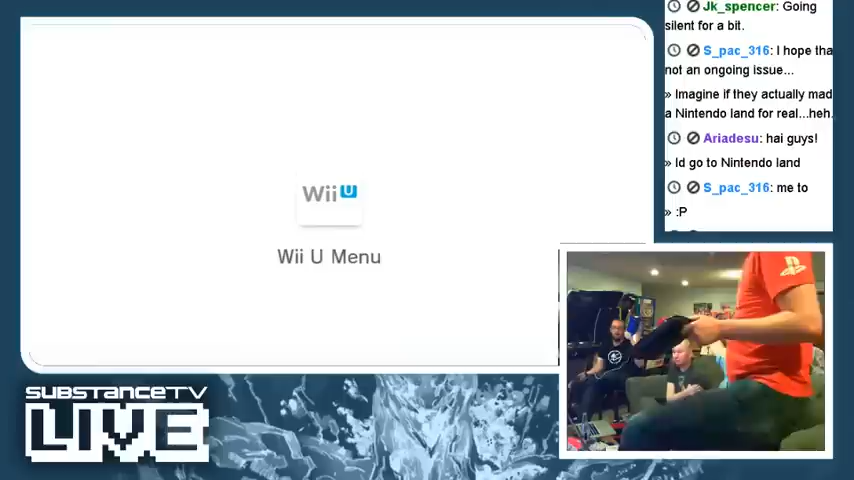 Jk_spencer: Going
silent for a bit.
S_pac_316: I hope tha
not an ongoing issue...
» Imagine if they actually mad
a Nintendo land for real...heh.
Ariadesu: hai guys!
» Id go to Nintendo land
S_pac_316: me to
» :P
Wii U
Wii U Menu
SUBSTANCETV
LIVE